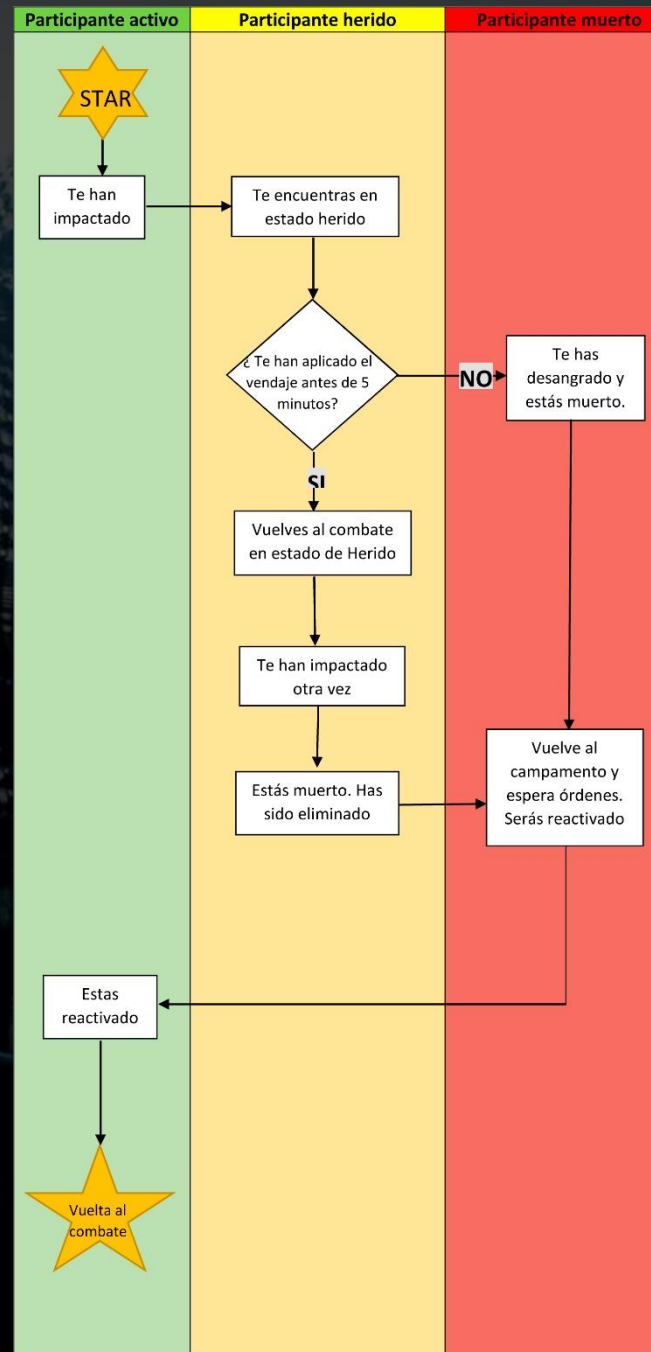 Participante activo
Participante herido
Participante muerto
STAR
Te han
impactado
Te encuentras en
estado herido
¿ Te han aplicado el
vendaje antes de 5
minutos?
NO
Te has
desangrado y
estás muerto.
SI
Vuelves al combate
en estado de Herido
Te han impactado
otra vez
Estás muerto. Has
sido eliminado
Vuelve al
campamento y
espera órdenes.
Serás reactivado
Estas
reactivado
Vuelta al
combate